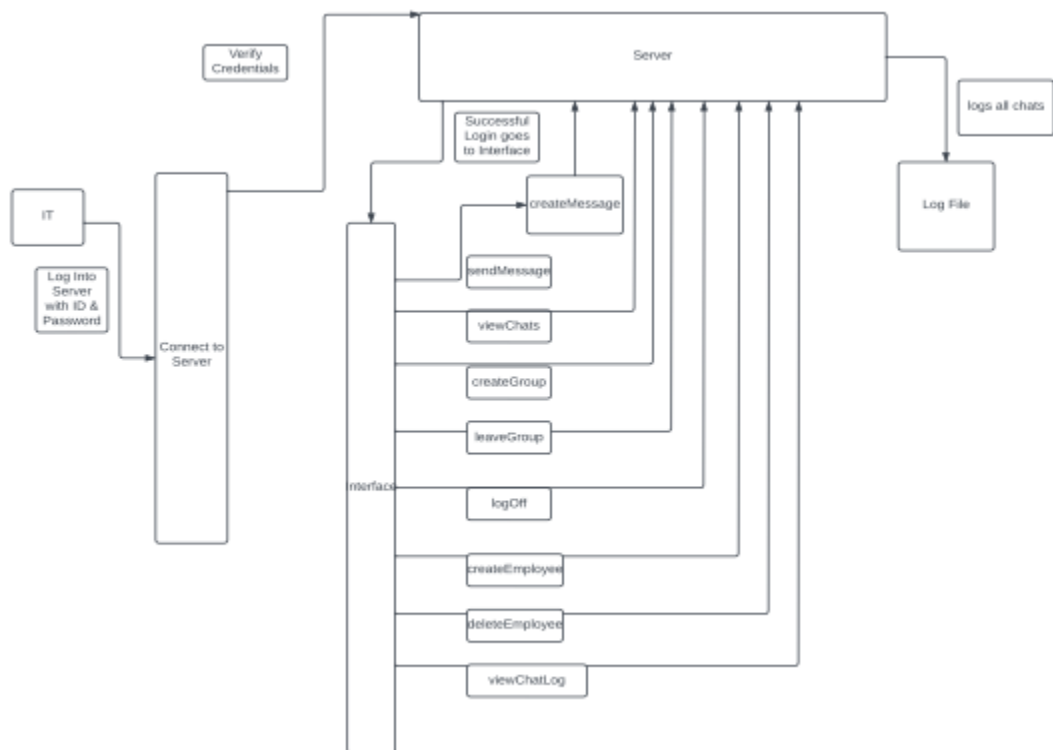 Verify
Credentials
Server
logs all chats
Successful
Login goes
to Interface
createMessage
IT
Log File
Log Into
Server
with ID &
Password
sendMessage
viewChats
Connect to
Server
createGroup
leaveGroup
Interface
logOff
createEmployee
deleteEmployee
viewChatLog